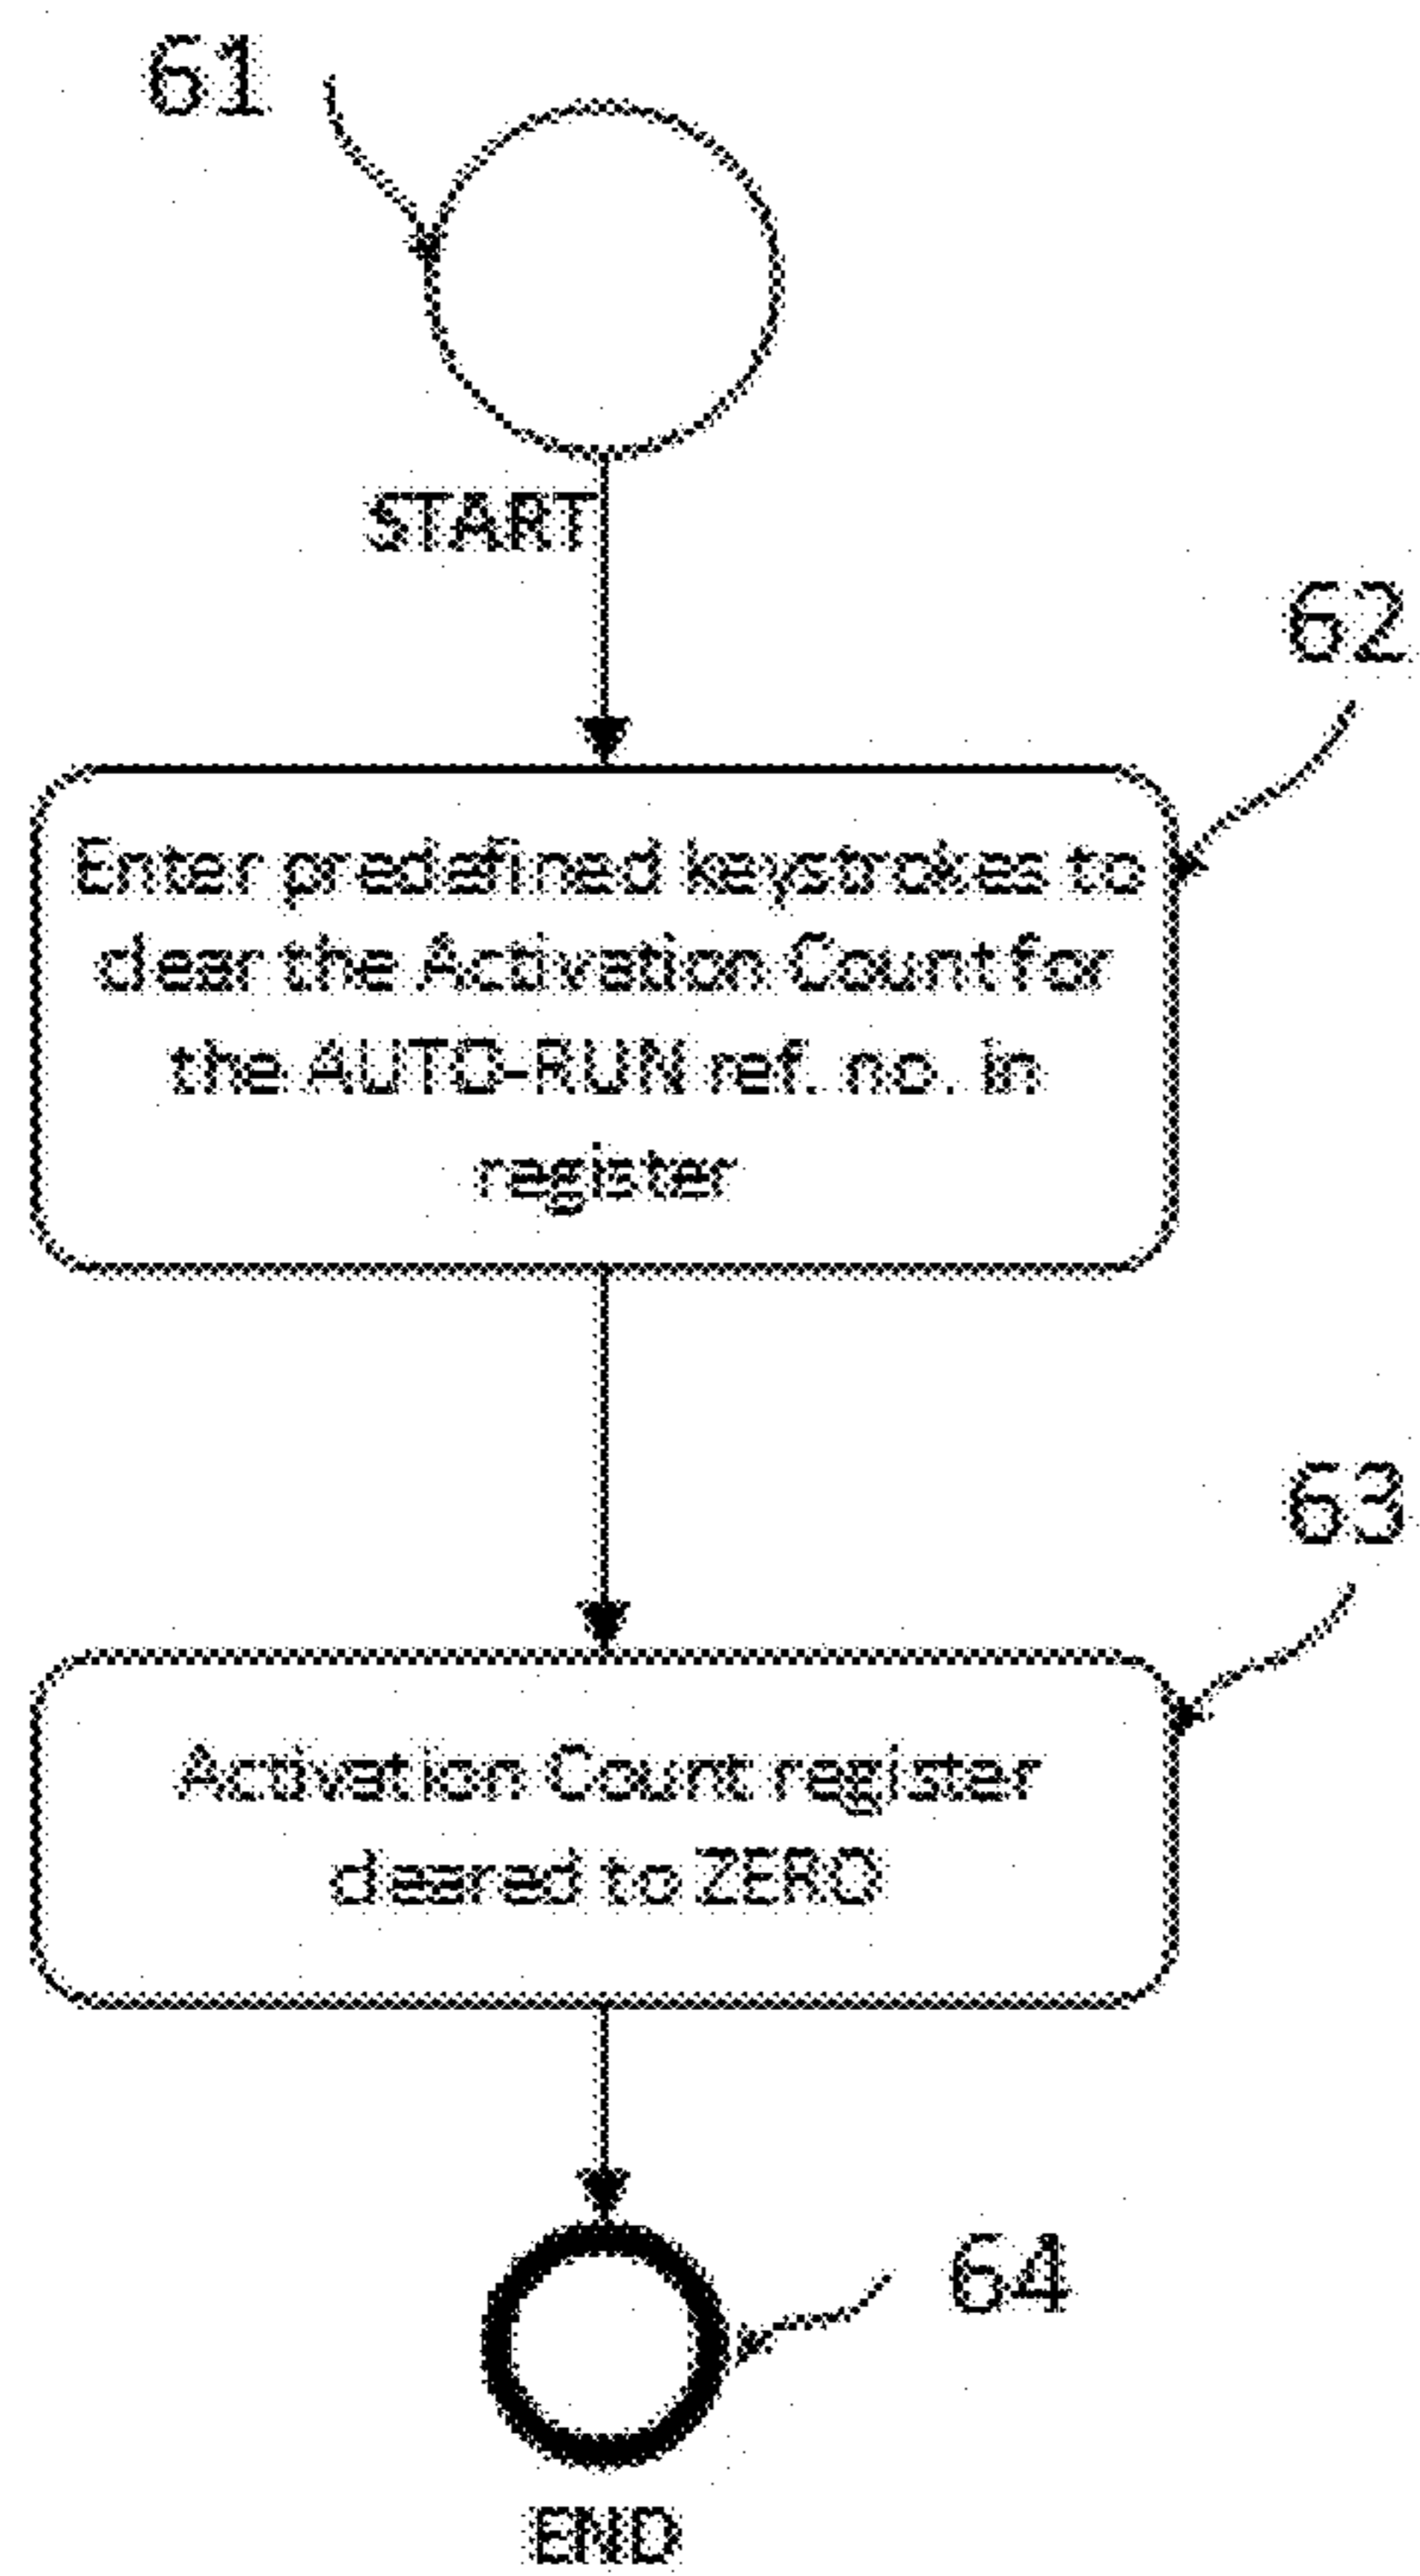 61
START
62
Enter predefined keystrokes to
clear the Activation Count for
the AUTO-RUN ref. no. in
register
63
Activation Count register
cleared to ZERO
64
END